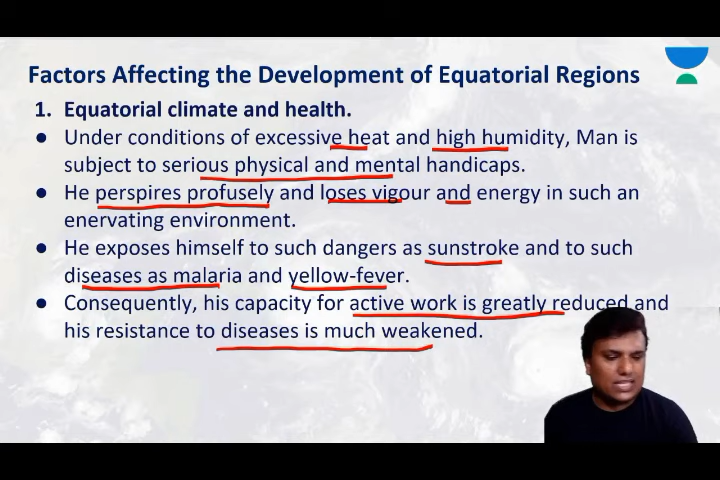 Factors Affecting the Development of Equatorial Regions
1. Equatorial climate and health.
● Under conditions of excessive heat and high humidity, Man is
subject to serious physical and mental handicaps.
● He perspires profusely and loses vigour and energy in such an
enervating environment.
● He exposes himself to such dangers as sunstroke and to such
diseases as malaria and yellow-fever.
● Consequently, his capacity for active work is greatly reduced and
his resistance to diseases is much weakened.